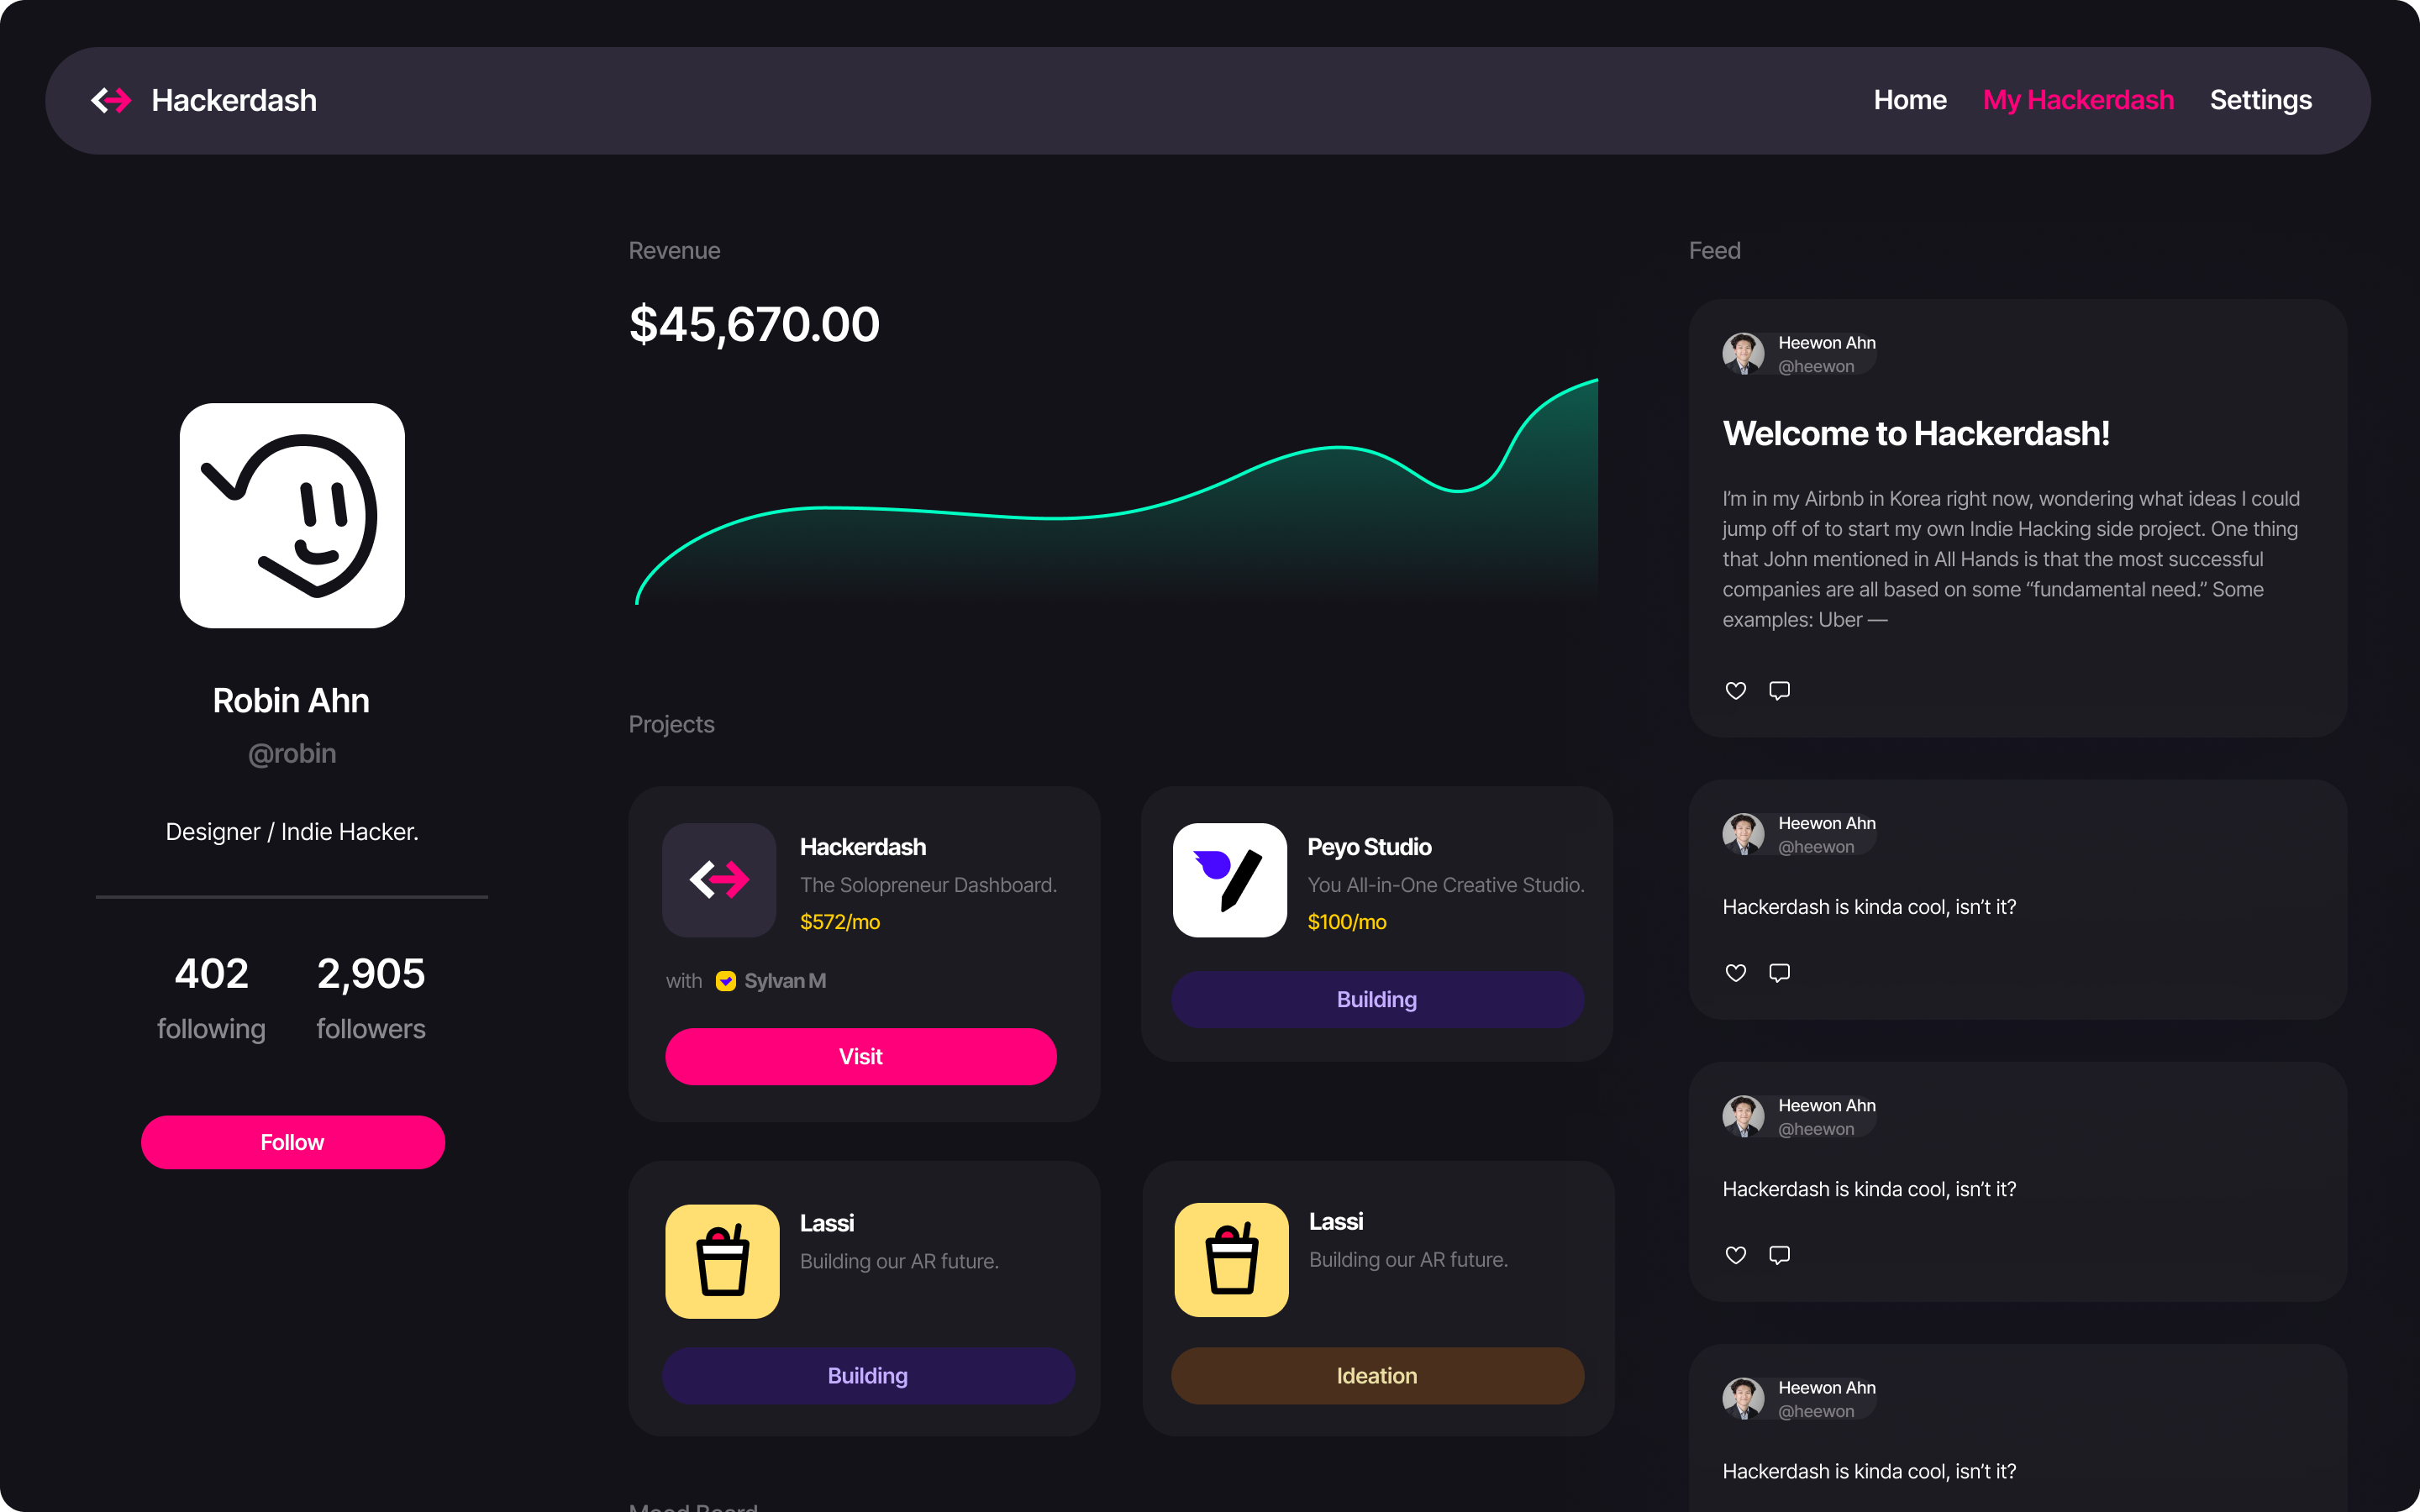 Hackerdash
Home
My Hackerdash
Settings
Robin Ahn
@robin
Designer / Indie Hacker.
402
following
2,905
followers
Follow
Revenue
$45,670.00
Projects
Hackerdash
The Solopreneur Dashboard.
$572/mo
with Sylvan M
Visit
Peyo Studio
You All-in-One Creative Studio.
$100/mo
Building
Lassi
Building our AR future.
Building
Lassi
Building our AR future.
Ideation
Mood Board
Feed
Heewon Ahn
@heewon
Welcome to Hackerdash!
I’m in my Airbnb in Korea right now, wondering what ideas I could
jump off of to start my own Indie Hacking side project. One thing
that John mentioned in All Hands is that the most successful
companies are all based on some “fundamental need.” Some
examples: Uber —
Heewon Ahn
@heewon
Hackerdash is kinda cool, isn’t it?
Heewon Ahn
@heewon
Hackerdash is kinda cool, isn’t it?
Heewon Ahn
@heewon
Hackerdash is kinda cool, isn’t it?